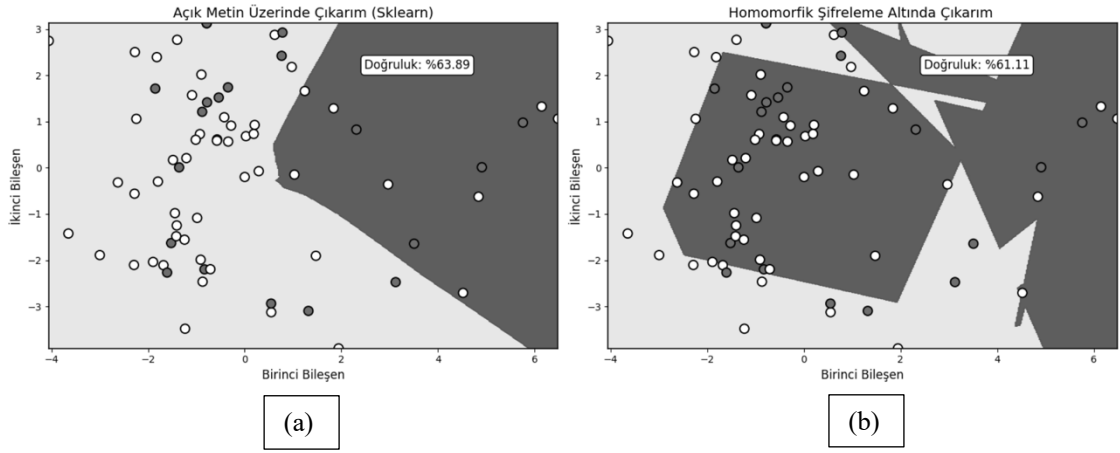 Açık Metin Üzerinde Çıkarım (Sklearn)
Doğruluk: %63.89
İkinci Bileşen
3
2
1
0
−1
−2
−3
−4
−2
0
2
4
6
Birinci Bileşen
(a)
Homomorfik Şifreleme Altında Çıkarım
Doğruluk: %61.11
İkinci Bileşen
3
2
1
0
−1
−2
−3
−4
−2
0
2
4
6
Birinci Bileşen
(b)